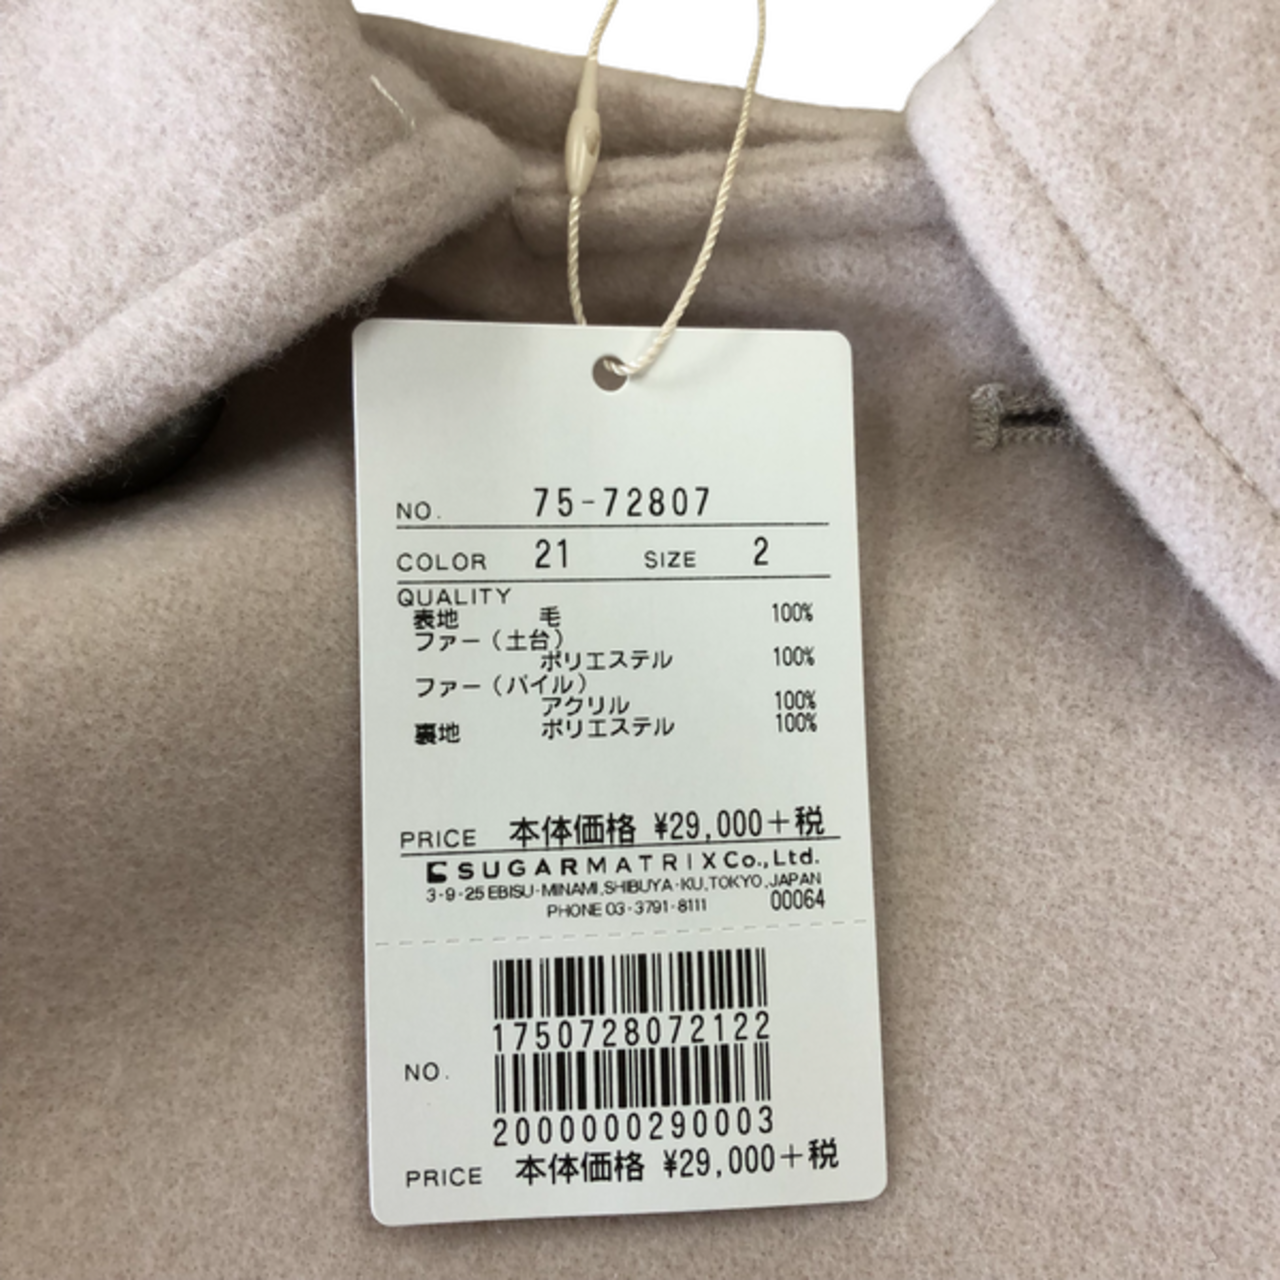 NO. 75-72807
COLOR 21 SIZE 2
QUALITY
表地 毛 100%
ファー(土台)
ポリエステル 100%
ファー(パイル)
アクリル 100%
裏地 ポリエステル 100%
PRICE 本体価格 ¥29,000+税
SUGARMATRIX Co.,Ltd.
3-9-25 EBISU-MINAMI,SHIBUYA-KU,TOKYO,JAPAN
PHONE 03-3791-8111 00064
1750728072122
NO.
2000000290003
PRICE 本体価格 ¥29,000+税